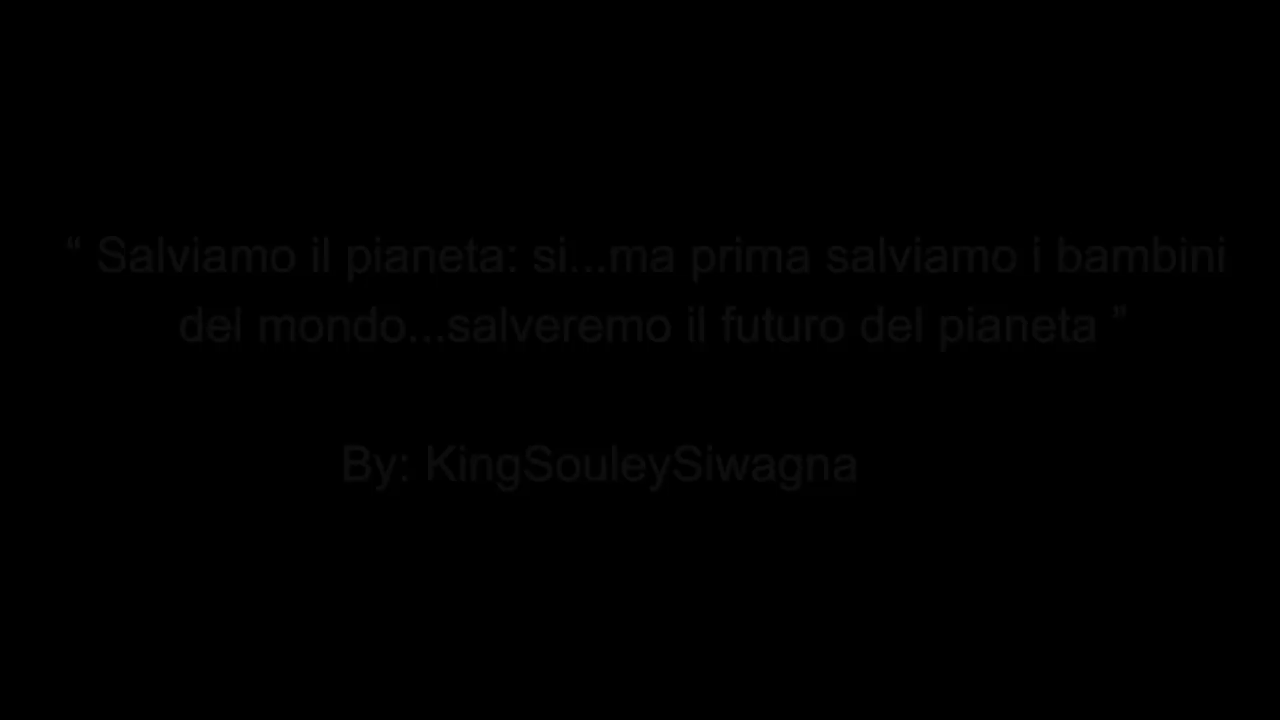 “ Salviamo il pianeta: si...ma prima salviamo i bambini
del mondo...salveremo il futuro del pianeta ”
By: KingSouleySiwagna